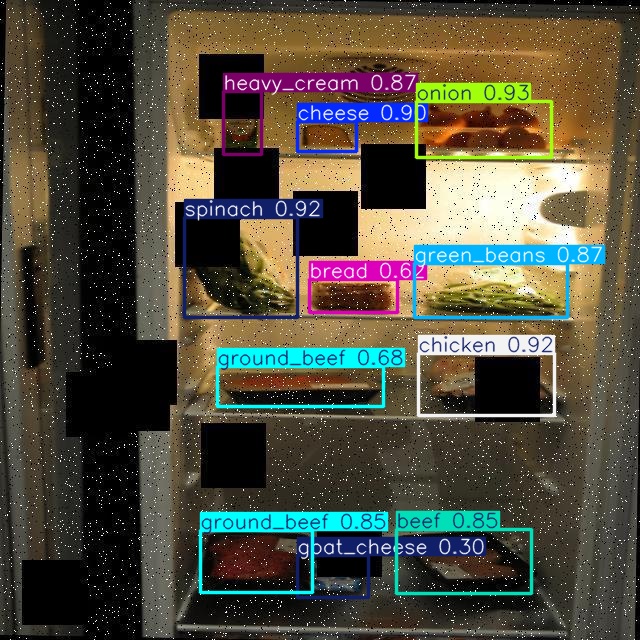 heavy_cream 0.87
onion 0.93
cheese 0.90
spinach 0.92
green_beans 0.87
bread 0.62
chicken 0.92
ground_beef 0.68
ground_beef 0.85
beef 0.85
goat_cheese 0.30